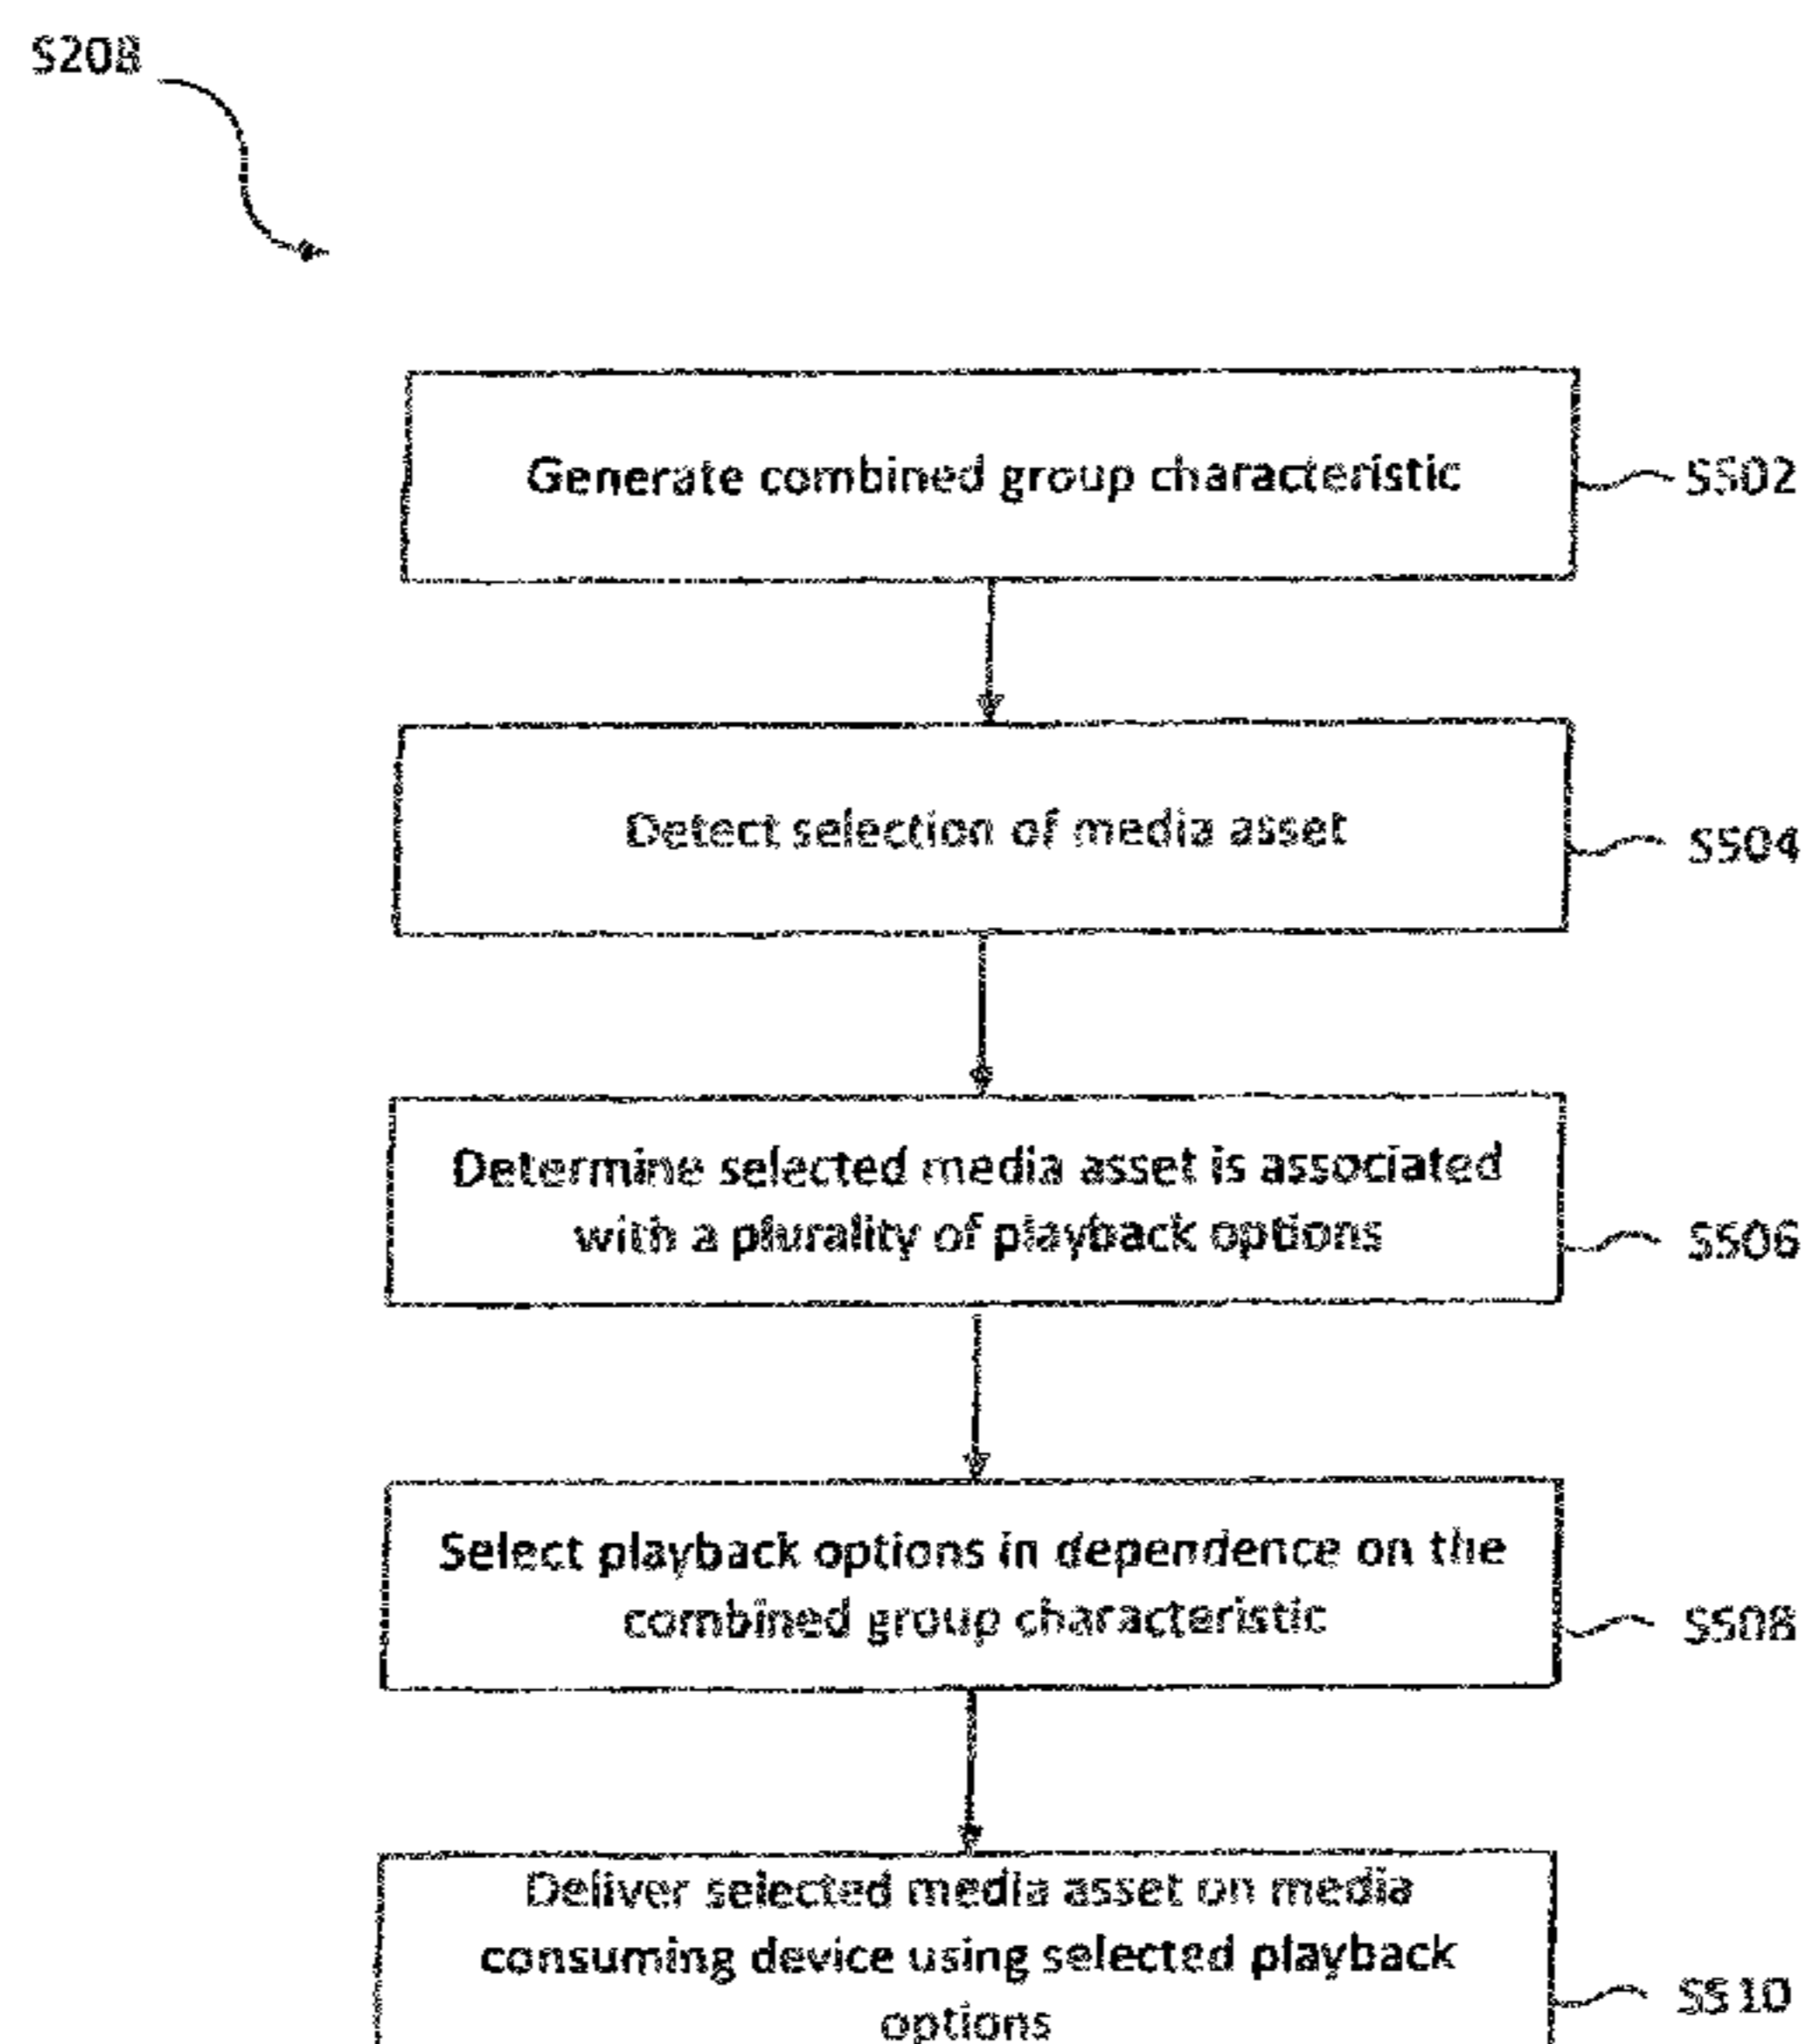 S208
Generate combined group characteristic
S502
Detect selection of media asset
S504
Determine selected media asset is associated
with a plurality of playback options
S506
Select playback options in dependence on the
combined group characteristic
S508
Deliver selected media asset on media
consuming device using selected playback
options
S510